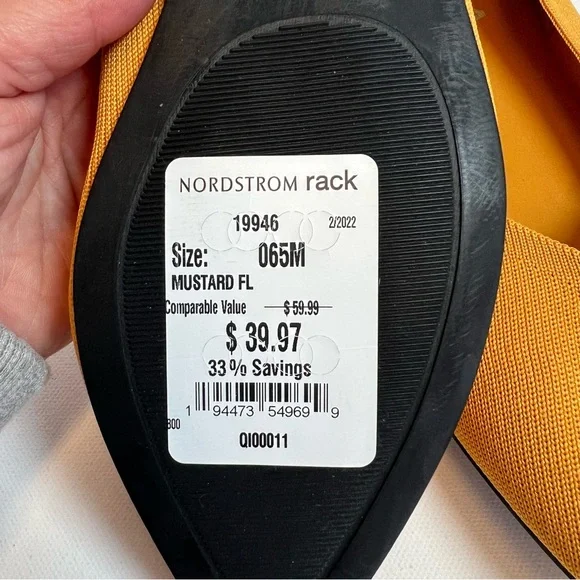 NORDSTROM rack
19946 2/2022
Size: 065M
MUSTARD FL
Comparable Value $59.99
$ 39.97
33% Savings
1 94473 54969 9
800
QI00011